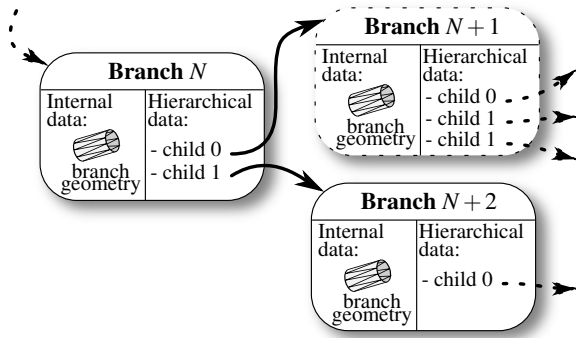 Branch N
Internal data:
branch geometry
Hierarchical data:
- child 0
- child 1
Branch N + 1
Internal data:
branch geometry
Hierarchical data:
- child 0
- child 1
- child 1
Branch N + 2
Internal data:
branch geometry
Hierarchical data:
- child 0